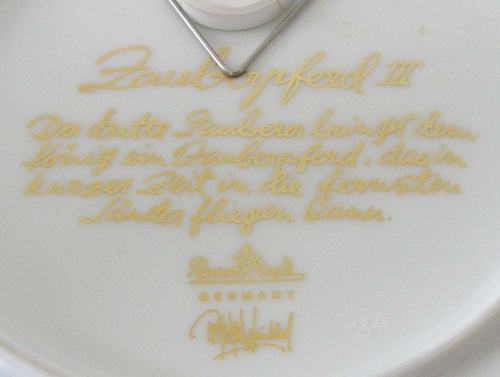 Zauberpferd III
Der dritte Zauberer bringt dem
König ein Zauberpferd, das in
kurzer Zeit in die fernsten
Länder fliegen kann.
Rosenthal
GERMANY
34